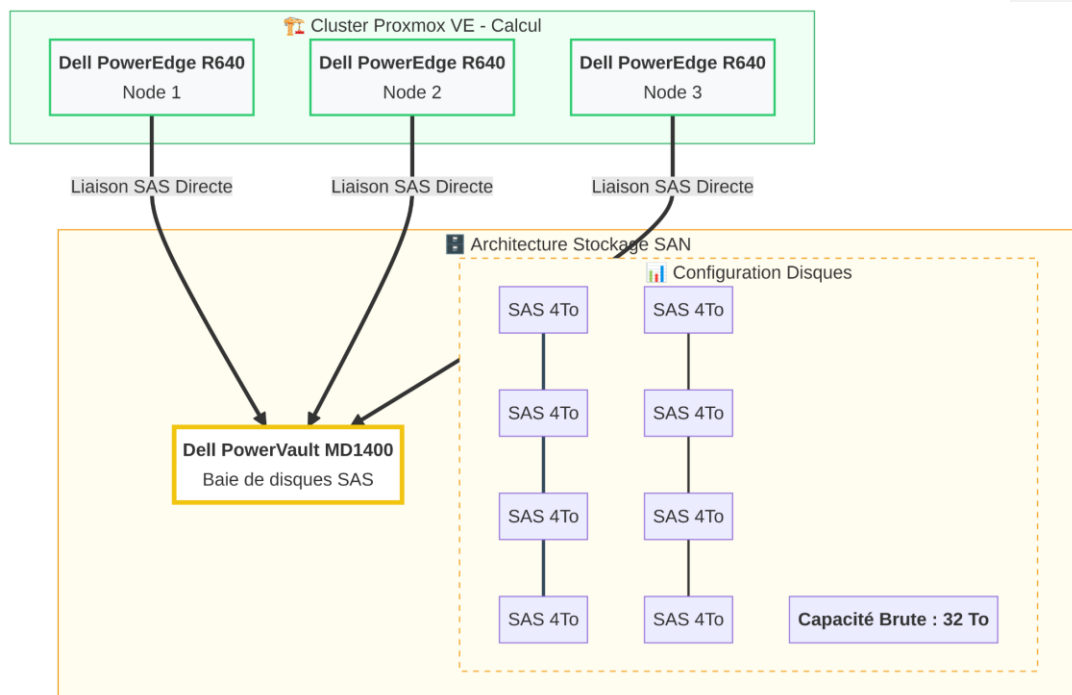 🏗️ Cluster Proxmox VE - Calcul
Dell PowerEdge R640
Node 1
Dell PowerEdge R640
Node 2
Dell PowerEdge R640
Node 3
Liaison SAS Directe
Liaison SAS Directe
Liaison SAS Directe
🗄️ Architecture Stockage SAN
📊 Configuration Disques
SAS 4To
SAS 4To
SAS 4To
SAS 4To
Dell PowerVault MD1400
Baie de disques SAS
SAS 4To
SAS 4To
SAS 4To
SAS 4To
Capacité Brute : 32 To